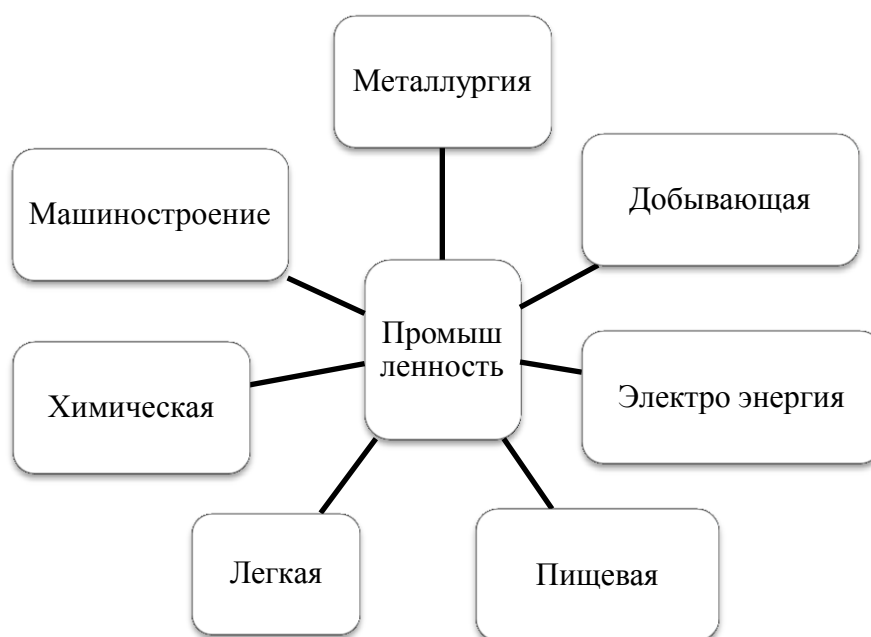 Металлургия
Машиностроение
Добывающая
Промыш
ленность
Химическая
Электро энергия
Легкая
Пищевая